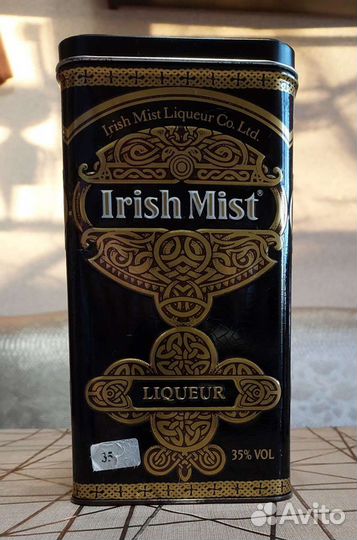 Irish Mist Liqueur Co. Ltd.
Irish Mist®
LIQUEUR
35
35% VOL
Avito